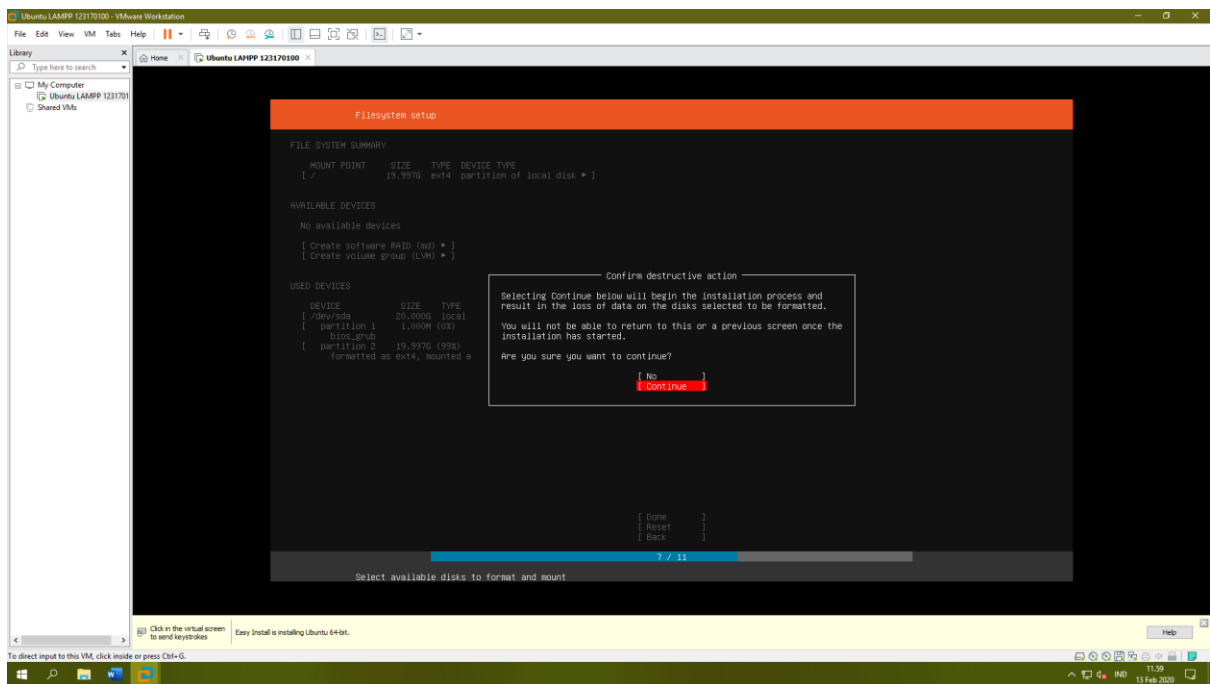 Ubuntu LAMPP 123170100 - VMware Workstation
File Edit View VM Tabs Help
Library
Type here to search
My Computer
Ubuntu LAMPP 1231701
Shared VMs
Home
Ubuntu LAMPP 123170100
Filesystem setup
FILE SYSTEM SUMMARY
MOUNT POINT SIZE TYPE DEVICE TYPE
[ / 19.997G ext4 partition of local disk ▸ ]
AVAILABLE DEVICES
No available devices
[ Create software RAID (md) ▸ ]
[ Create volume group (LVM) ▸ ]
USED DEVICES
DEVICE SIZE TYPE
[ /dev/sda 20.000G local
[ partition 1 1.000M (0%)
bios_grub
[ partition 2 19.997G (99%)
formatted as ext4, mounted a
Confirm destructive action
Selecting Continue below will begin the installation process and
result in the loss of data on the disks selected to be formatted.
You will not be able to return to this or a previous screen once the
installation has started.
Are you sure you want to continue?
[ No ]
[ Continue ]
[ Done ]
[ Reset ]
[ Back ]
7 / 11
Select available disks to format and mount
Click in the virtual screen
to send keystrokes
Easy Install is installing Ubuntu 64-bit.
Help
To direct input to this VM, click inside or press Ctrl+G.
IND
11.59
13 Feb 2020